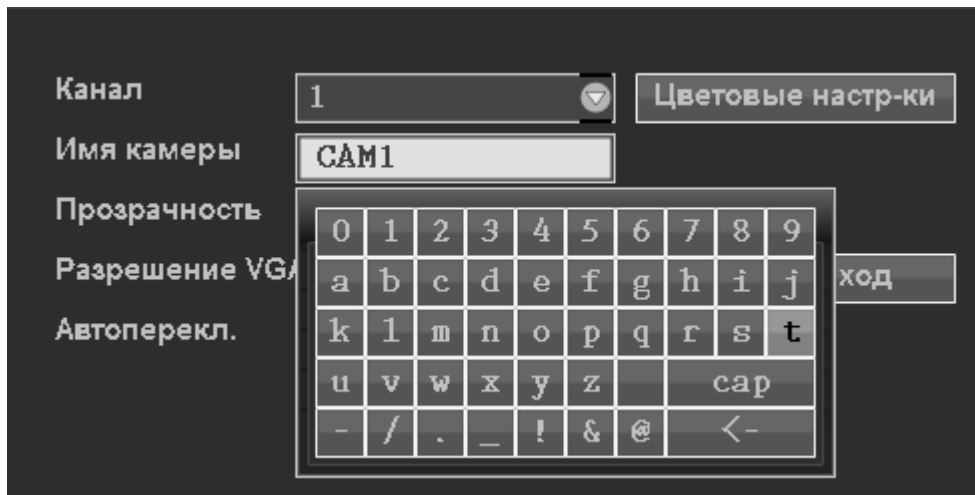 Канал 1 Цветовые настр-ки
Имя камеры CAM1
Прозрачность
0 1 2 3 4 5 6 7 8 9
Разрешение VGA ход
a b c d e f g h i j
Автоперекл.
k l m n o p q r s t
u v w x y z cap
- / . _ ! & @ <-